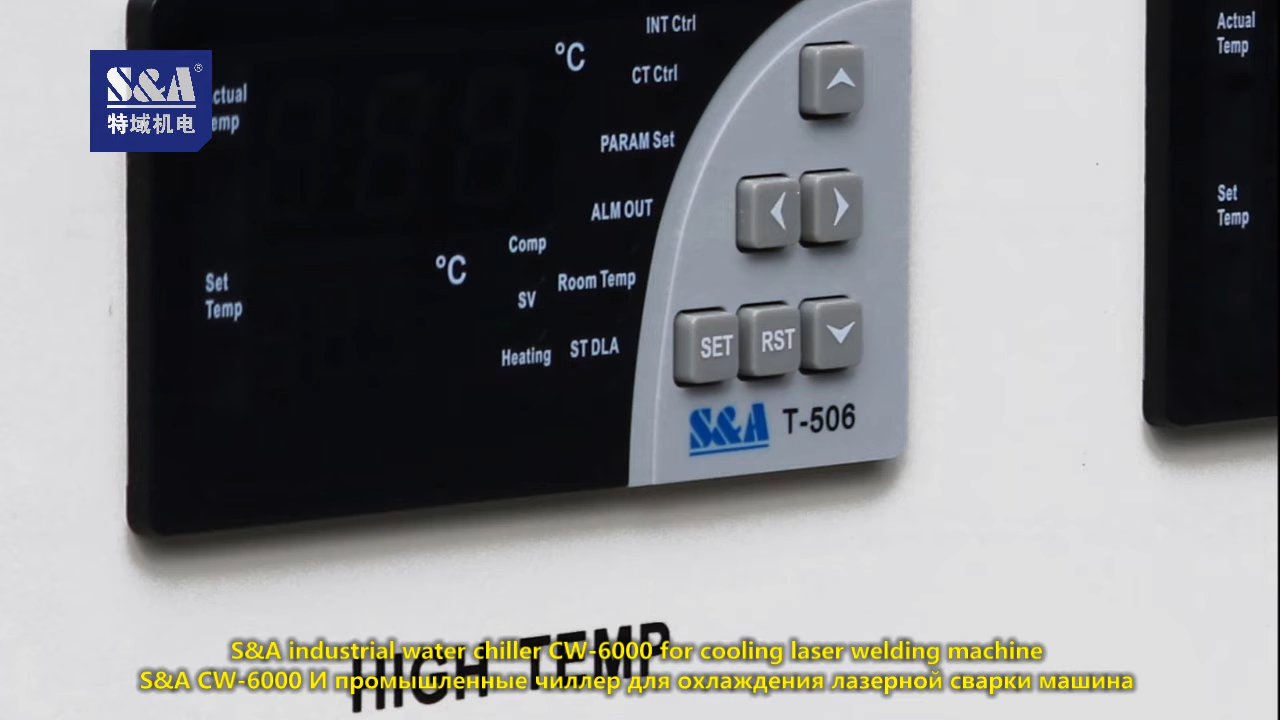 S&A®
特域机电
ctual
emp
°C
INT Ctrl
CT Ctrl
PARAM Set
ALM OUT
Comp
°C
Set
Temp
Room Temp
SV
Heating
ST DLA
SET
RST
S&A T-506
Actual
Temp
Set
Temp
HIGH TEMP
S&A industrial water chiller CW-6000 for cooling laser welding machine
S&A CW-6000 И промышленные чиллер для охлаждения лазерной сварки машина